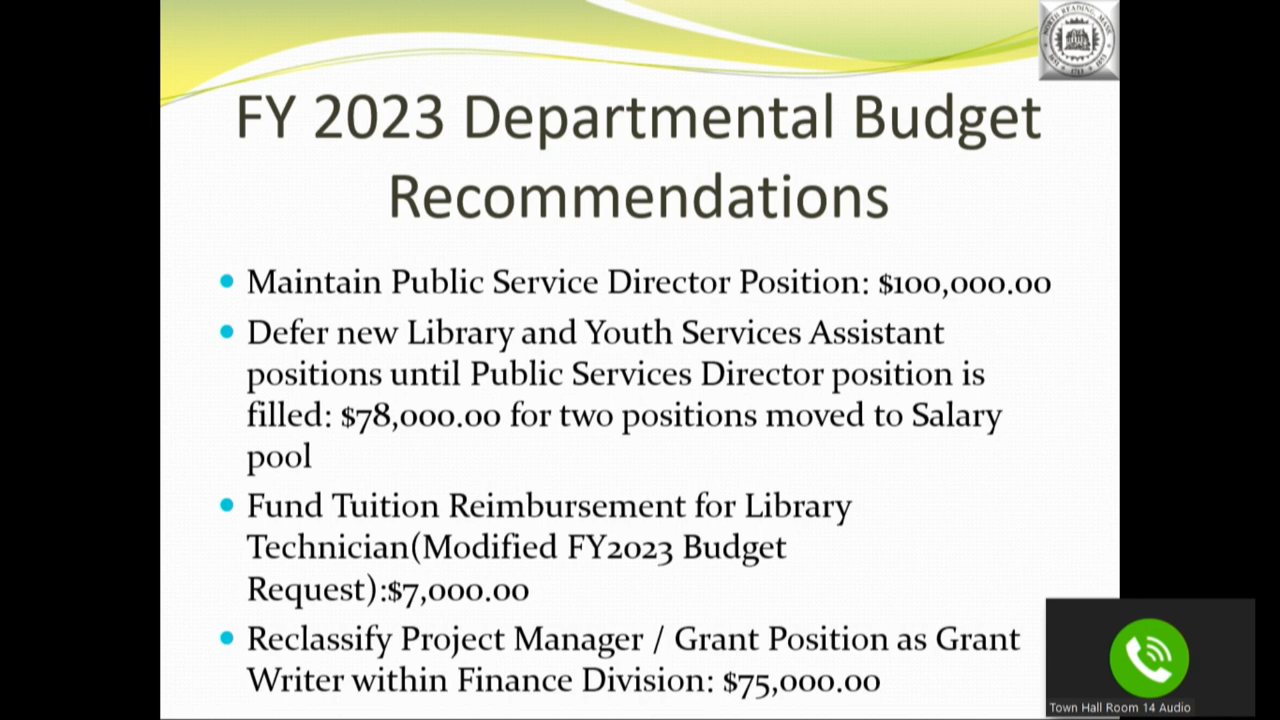 NORTH READING, MASS.
FY 2023 Departmental Budget
Recommendations
Maintain Public Service Director Position: $100,000.00
Defer new Library and Youth Services Assistant
positions until Public Services Director position is
filled: $78,000.00 for two positions moved to Salary
pool
Fund Tuition Reimbursement for Library
Technician(Modified FY2023 Budget
Request):$7,000.00
Reclassify Project Manager / Grant Position as Grant
Writer within Finance Division: $75,000.00
Town Hall Room 14 Audio